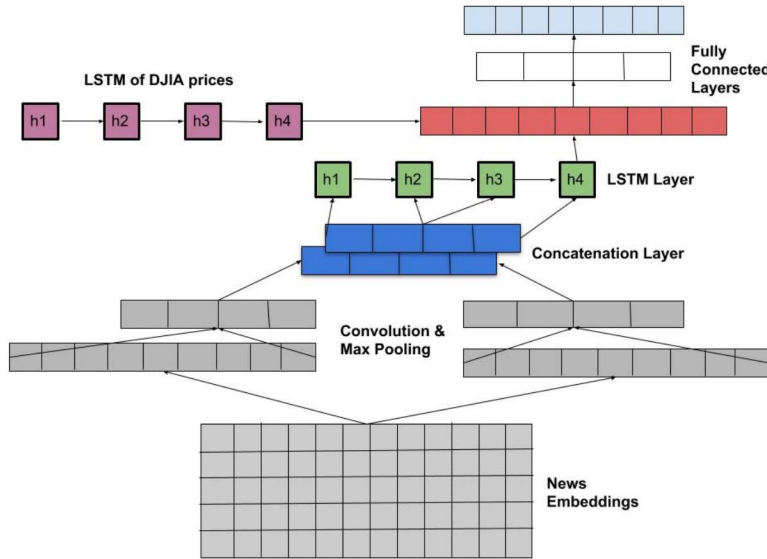 Fully
Connected
Layers
LSTM of DJIA prices
h1
h2
h3
h4
h1
h2
h3
h4
LSTM Layer
Concatenation Layer
Convolution &
Max Pooling
News
Embeddings